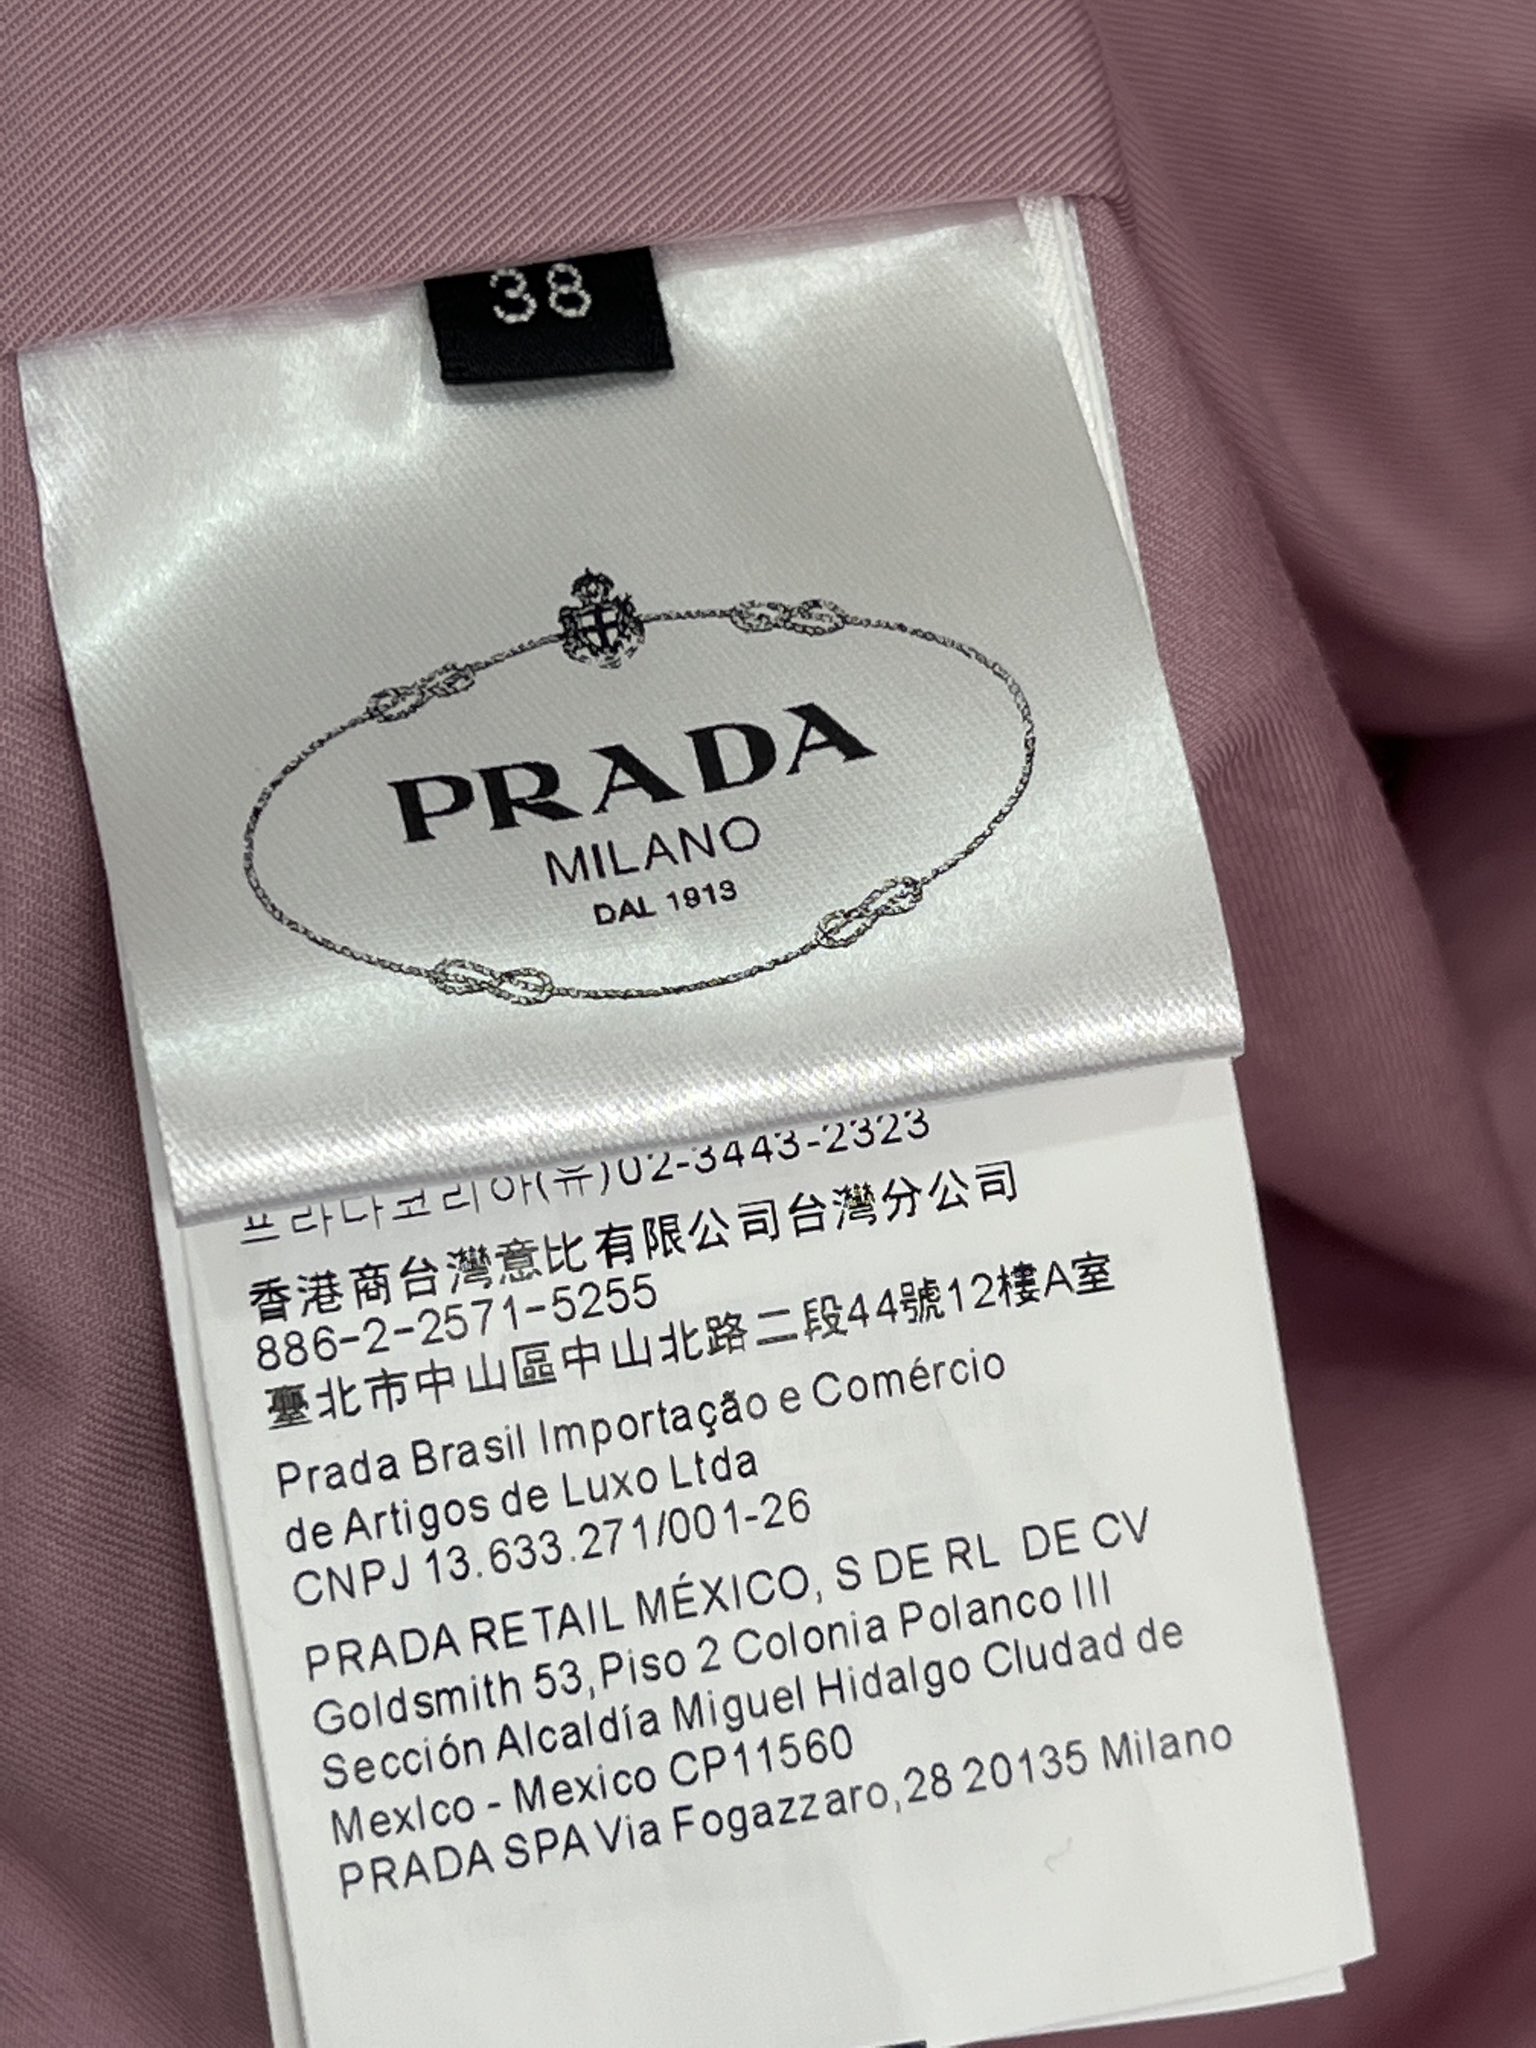 38
PRADA
MILANO
DAL 1913
프라다코리아(유)02-3443-2323
香港商台灣意比有限公司台灣分公司
886-2-2571-5255
臺北市中山區中山北路二段44號12樓A室
Prada Brasil Importação e Comércio
de Artigos de Luxo Ltda
CNPJ 13.633.271/001-26
PRADA RETAIL MÉXICO, S DE RL DE CV
Goldsmith 53,Piso 2 Colonia Polanco III
Sección Alcaldía Miguel Hidalgo Cludad de
Mexlco - Mexico CP11560
PRADA SPA Via Fogazzaro,28 20135 Milano